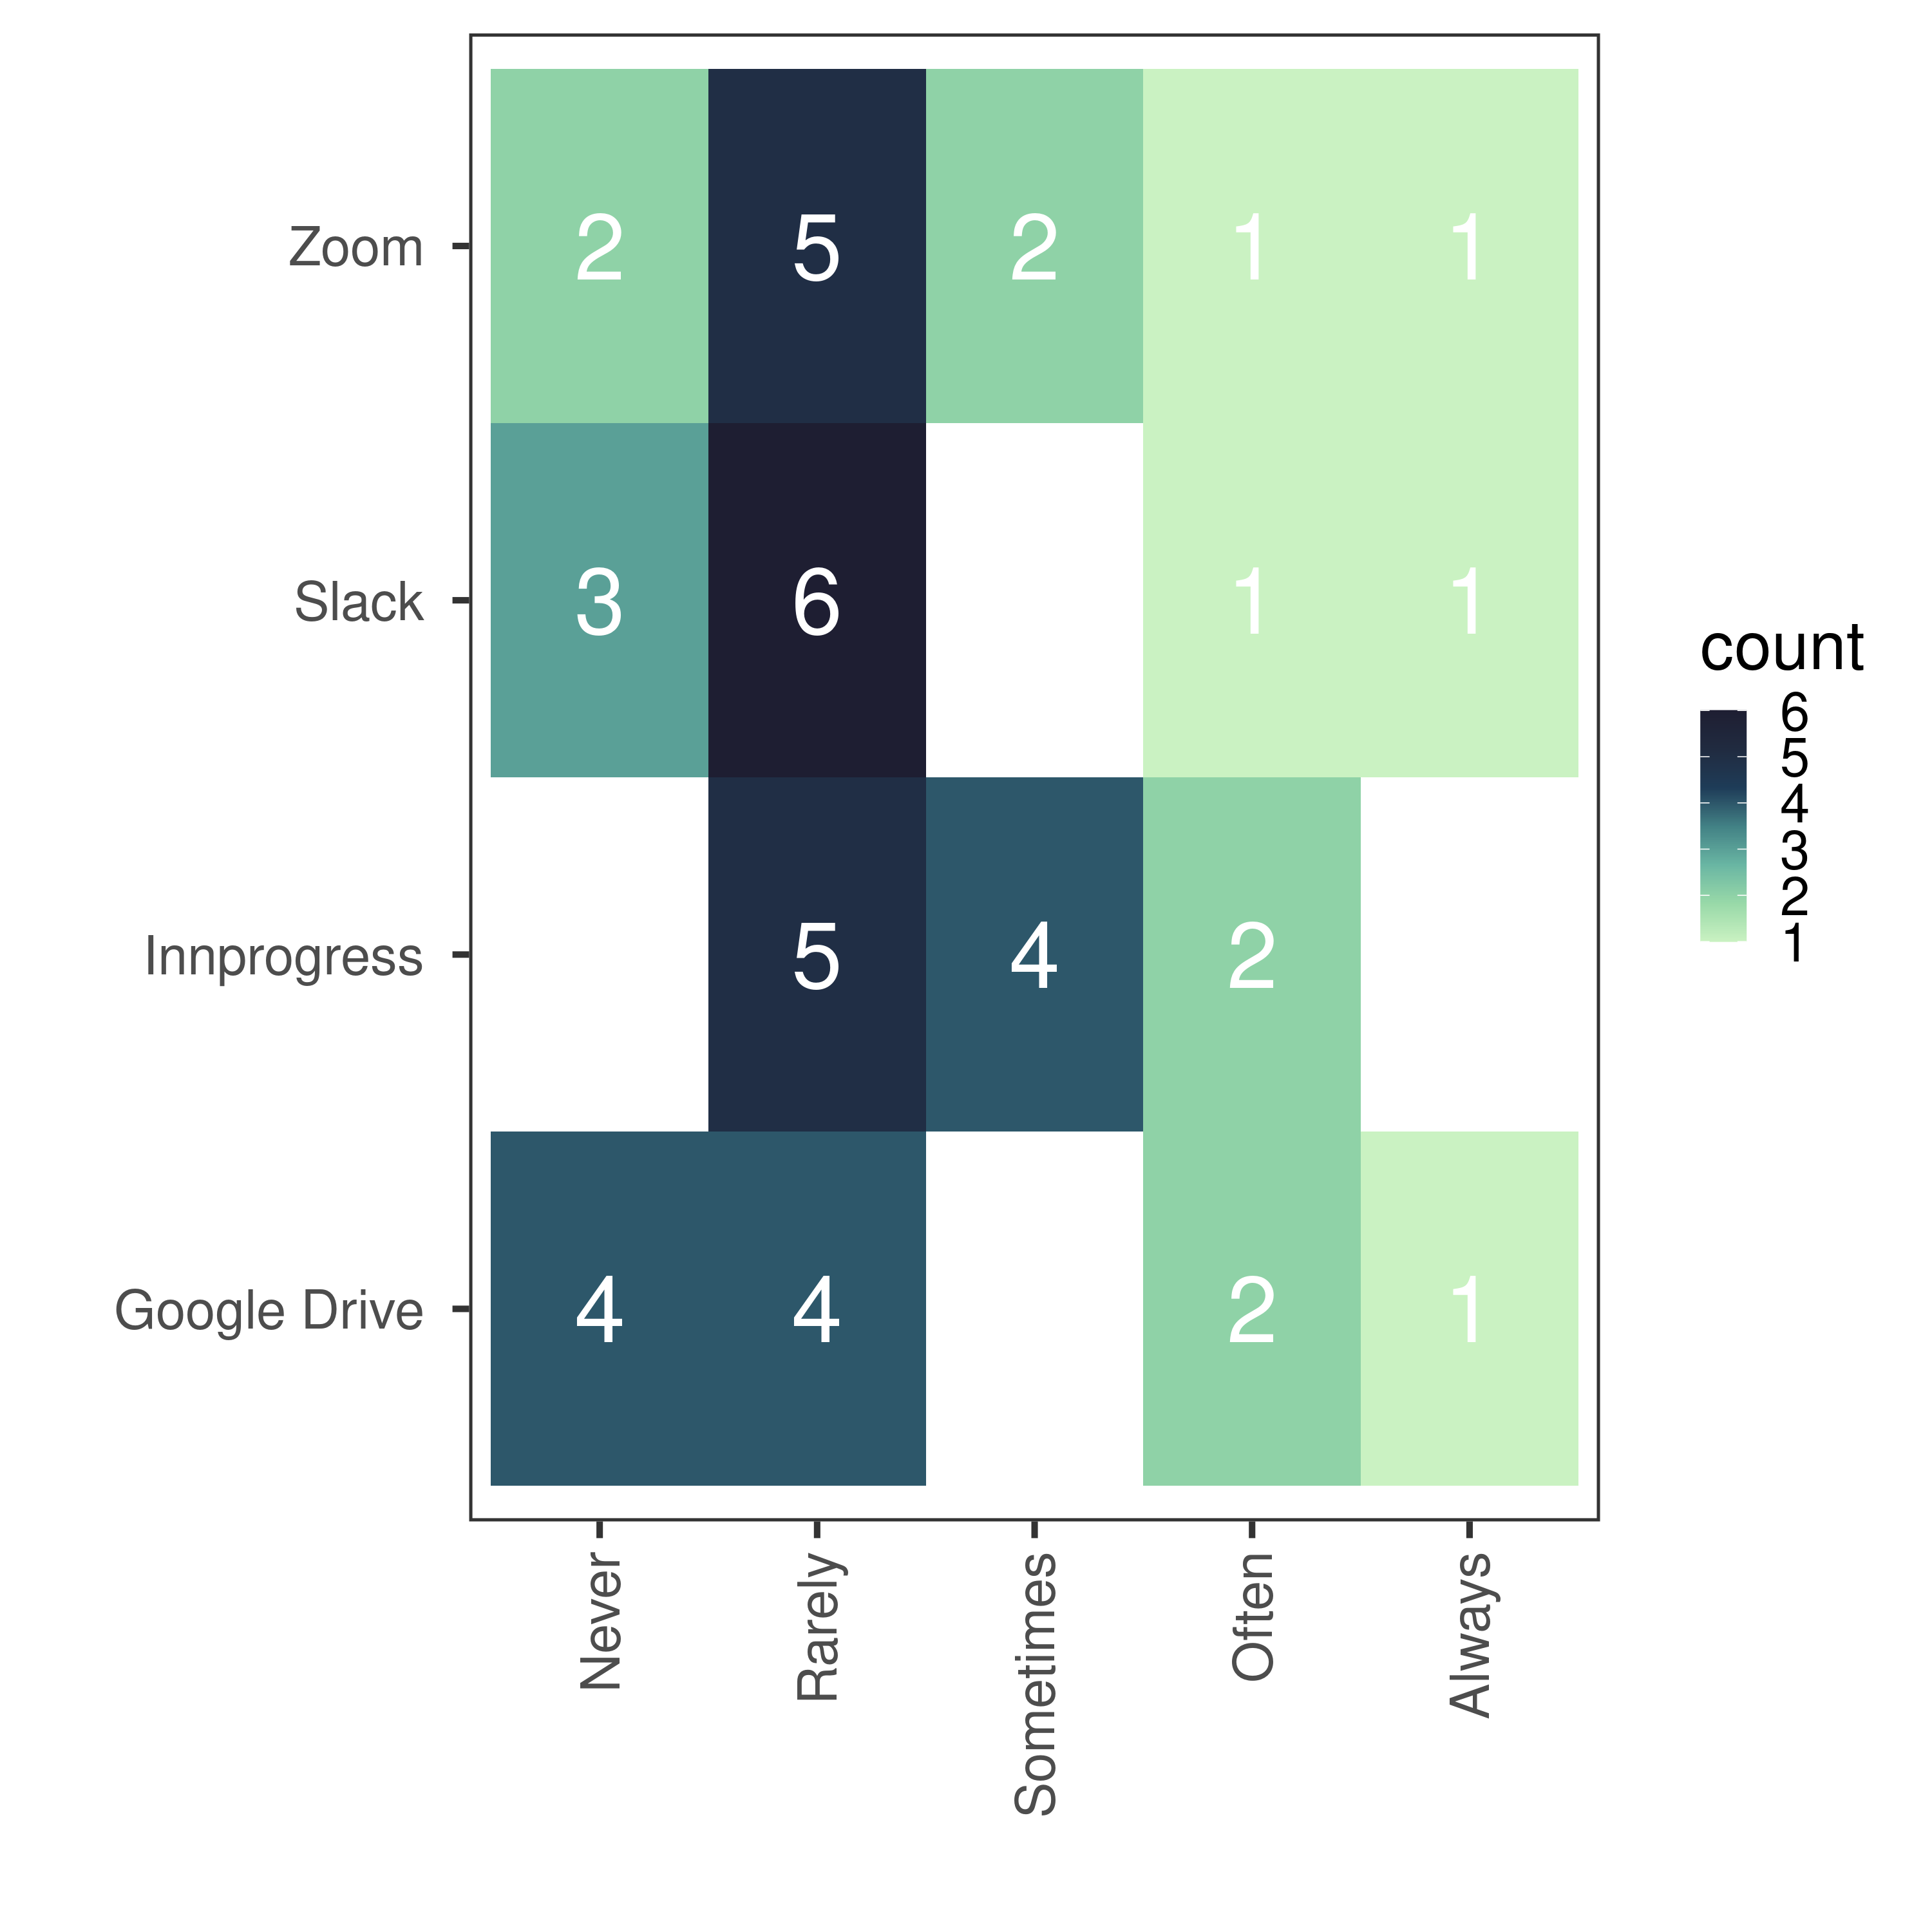 Zoom 2 5 2 1 1
Slack 3 6 1 1
Innprogress 5 4 2
Google Drive 4 4 2 1
Never
Rarely
Sometimes
Often
Always
count
6
5
4
3
2
1